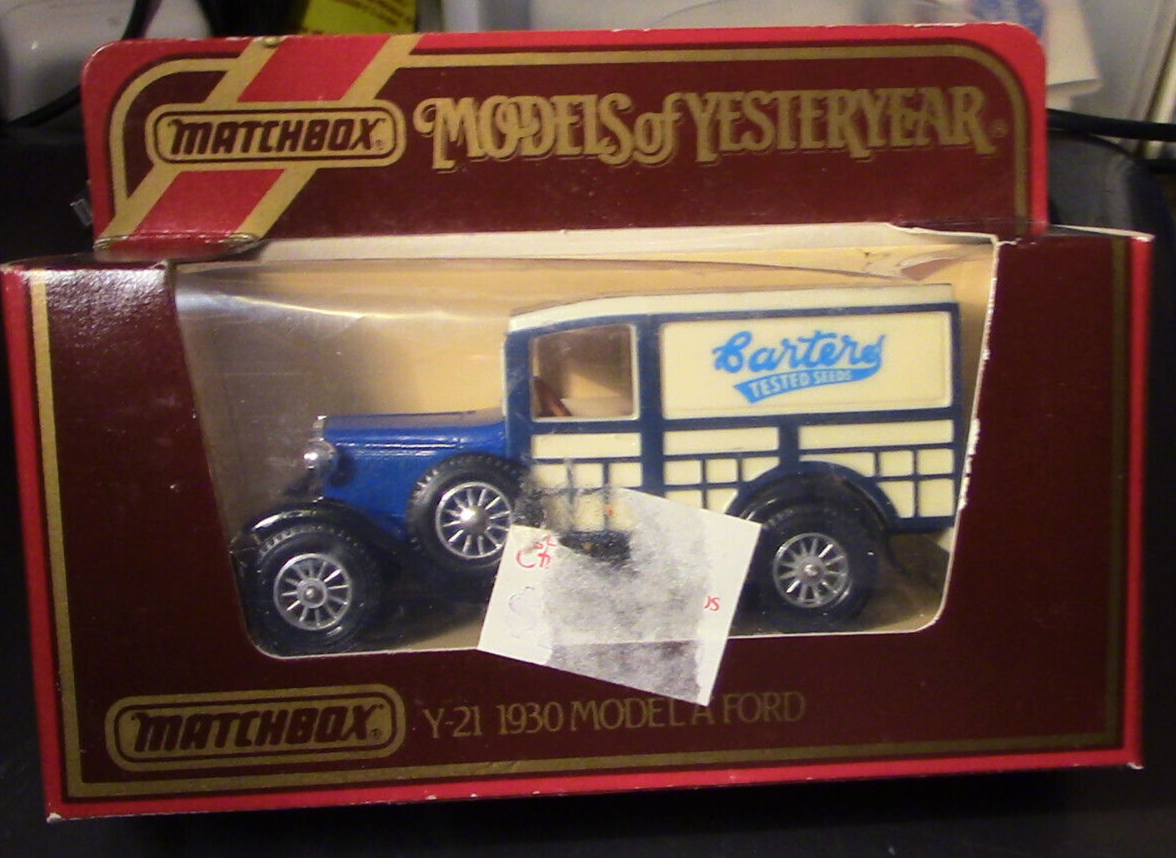 MATCHBOX®
MODELS of YESTERYEAR®
Carters
TESTED SEEDS
MATCHBOX®
Y-21 1930 MODEL A FORD